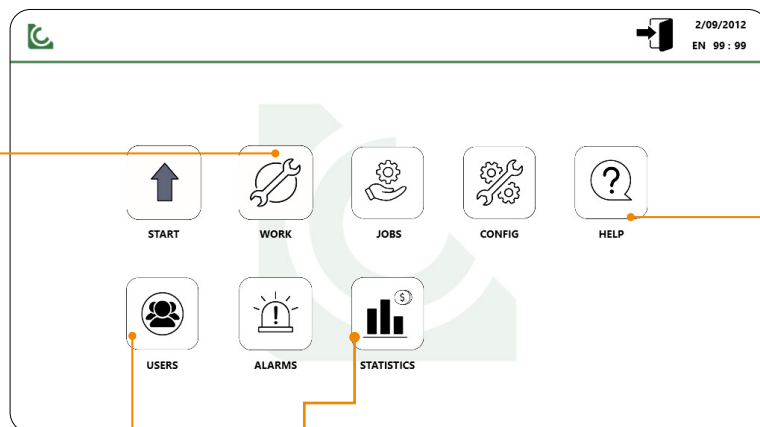 2/09/2012
EN 99 : 99
START
WORK
JOBS
CONFIG
HELP
USERS
ALARMS
STATISTICS